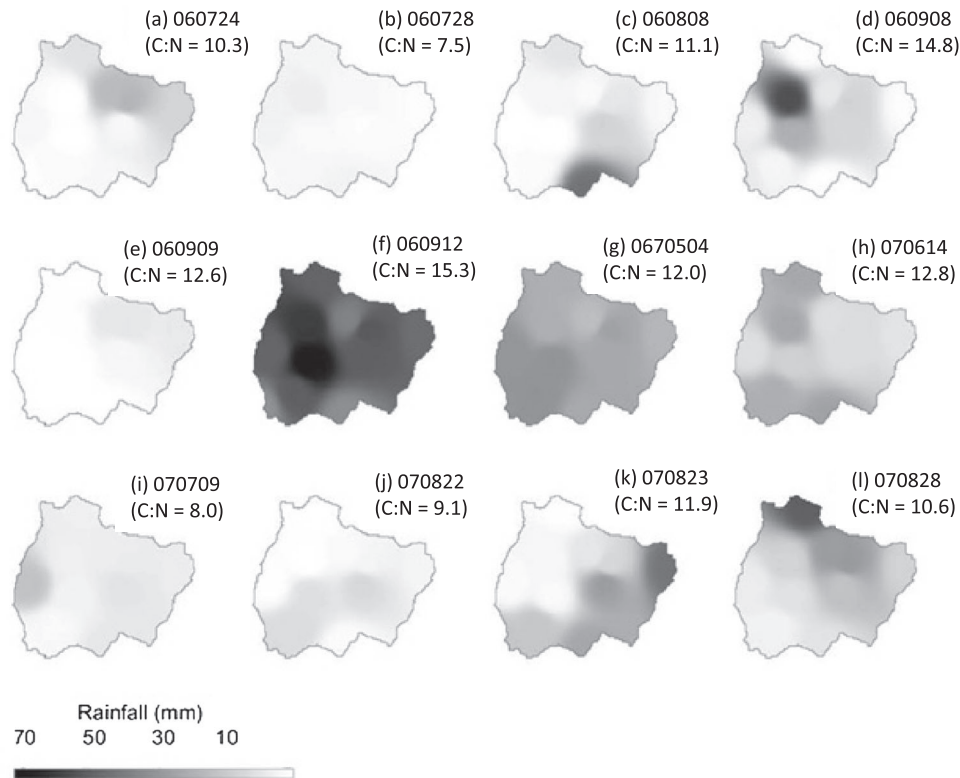 (a) 060724
(C:N = 10.3)
(b) 060728
(C:N = 7.5)
(c) 060808
(C:N = 11.1)
(d) 060908
(C:N = 14.8)
(e) 060909
(C:N = 12.6)
(f) 060912
(C:N = 15.3)
(g) 0670504
(C:N = 12.0)
(h) 070614
(C:N = 12.8)
(i) 070709
(C:N = 8.0)
(j) 070822
(C:N = 9.1)
(k) 070823
(C:N = 11.9)
(l) 070828
(C:N = 10.6)
Rainfall (mm)
70 50 30 10